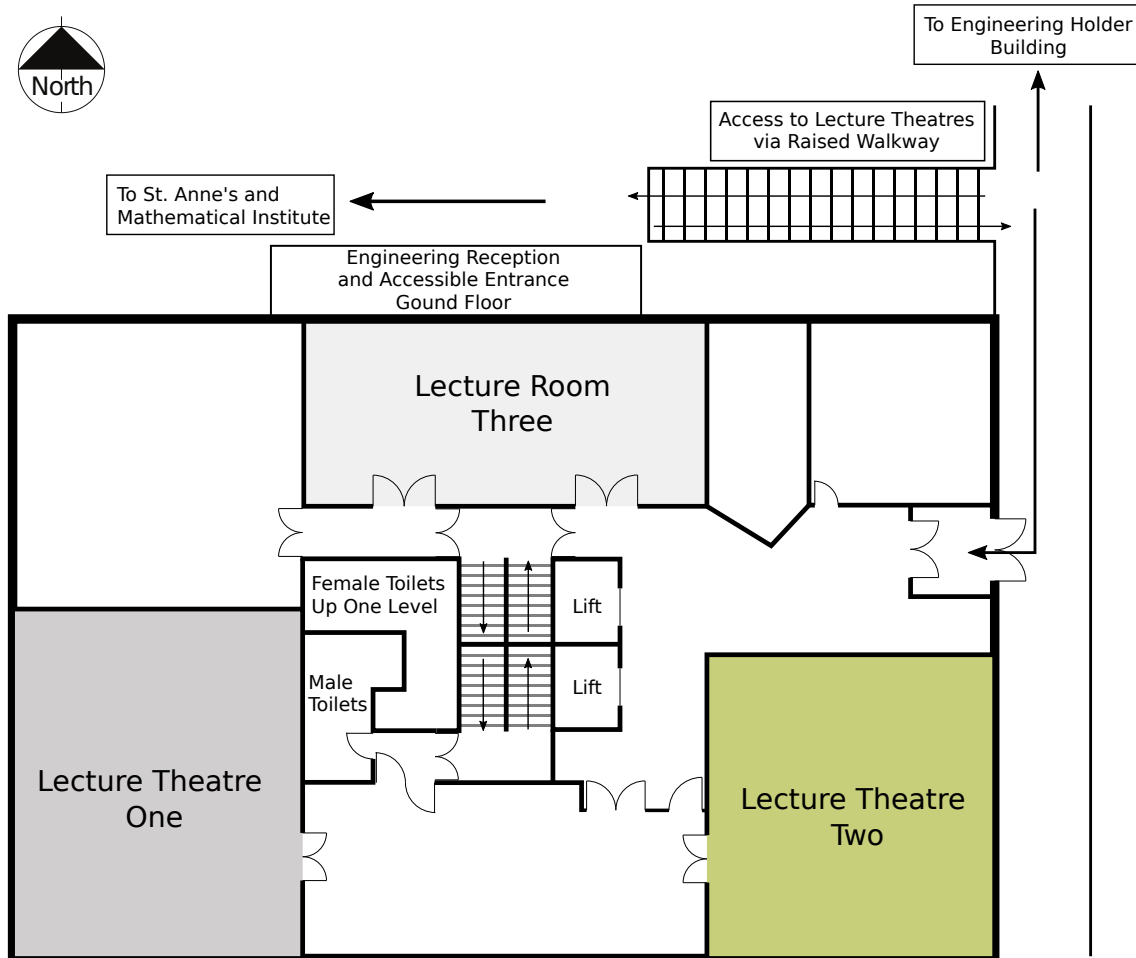 To Engineering Holder
Building
North
Access to Lecture Theatres
via Raised Walkway
To St. Anne's and
Mathematical Institute
Engineering Reception
and Accessible Entrance
Gound Floor
Lecture Room
Three
Female Toilets
Up One Level
Lift
Male
Toilets
Lift
Lecture Theatre
One
Lecture Theatre
Two